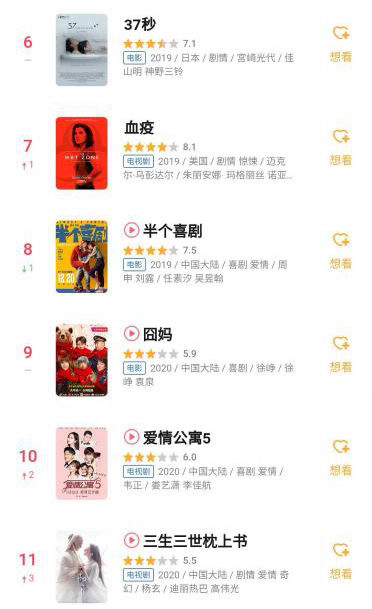 6
37秒
7.1
电影 2019 / 日本 / 剧情 / 宮崎光代 / 佳
山明 神野三铃
想看
7
1
血疫
8.1
电视剧 2019 / 美国 / 剧情 惊悚 / 迈克
尔·乌彭达尔 / 朱丽安娜· 玛格丽丝 诺亚...
想看
8
1
半个喜剧
7.5
电影 2019 / 中国大陆 / 喜剧 爱情 / 周
申 刘露 / 任素汐 吴昱翰
想看
半个喜剧
12.20
9
囧妈
5.9
电影 2020 / 中国大陆 / 喜剧 / 徐峥 / 徐
峥 袁泉
想看
10
2
爱情公寓5
6.0
电视剧 2020 / 中国大陆 / 喜剧 爱情 /
韦正 / 娄艺潇 李佳航
想看
爱情公寓5
11
3
三生三世枕上书
5.5
电视剧 2020 / 中国大陆 / 剧情 爱情 奇
幻 / 杨玄 / 迪丽热巴 高伟光
想看